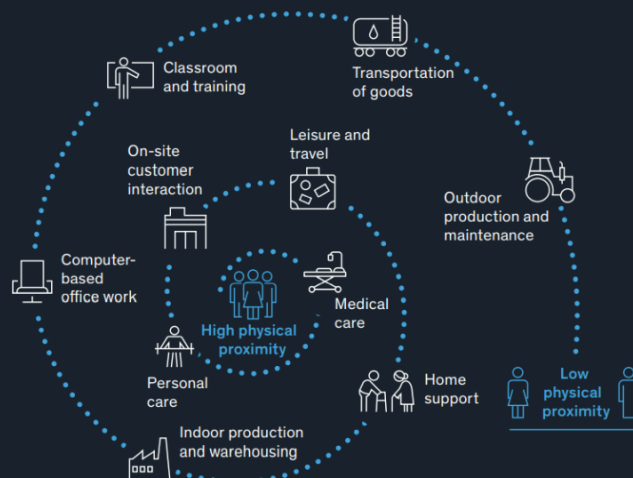 Classroom
and training
Transportation
of goods
Leisure and
travel
On-site
customer
interaction
Outdoor
production and
maintenance
Computer-
based
office work
High physical
proximity
Medical
care
Personal
care
Home
support
Low
physical
proximity
Indoor production
and warehousing